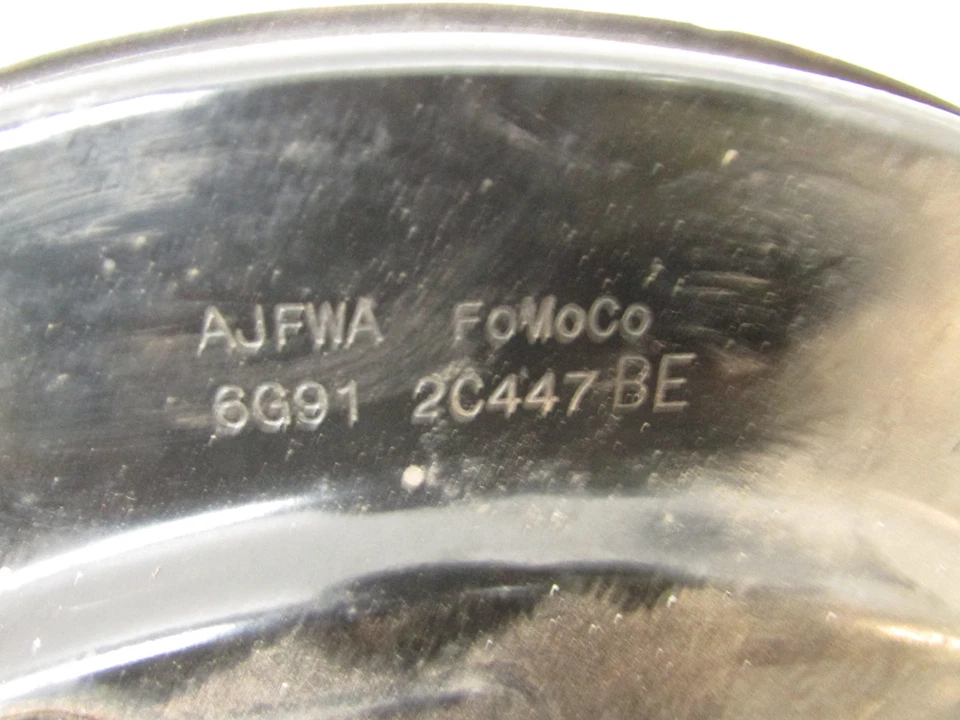 AJFWA FoMoCo
6G91 2C447 BE